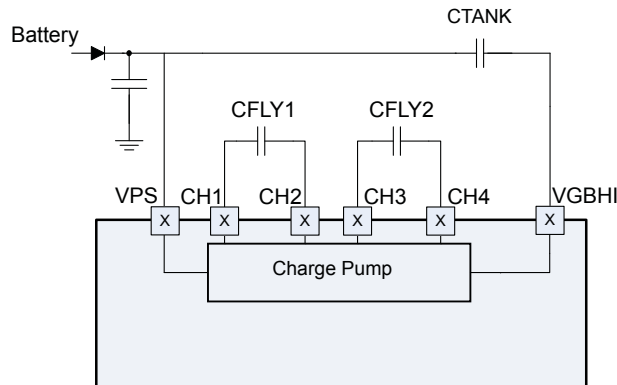 CTANK
Battery
CFLY1 CFLY2
VPS CH1 CH2 CH3 CH4 VGBHI
X X X X X X
Charge Pump